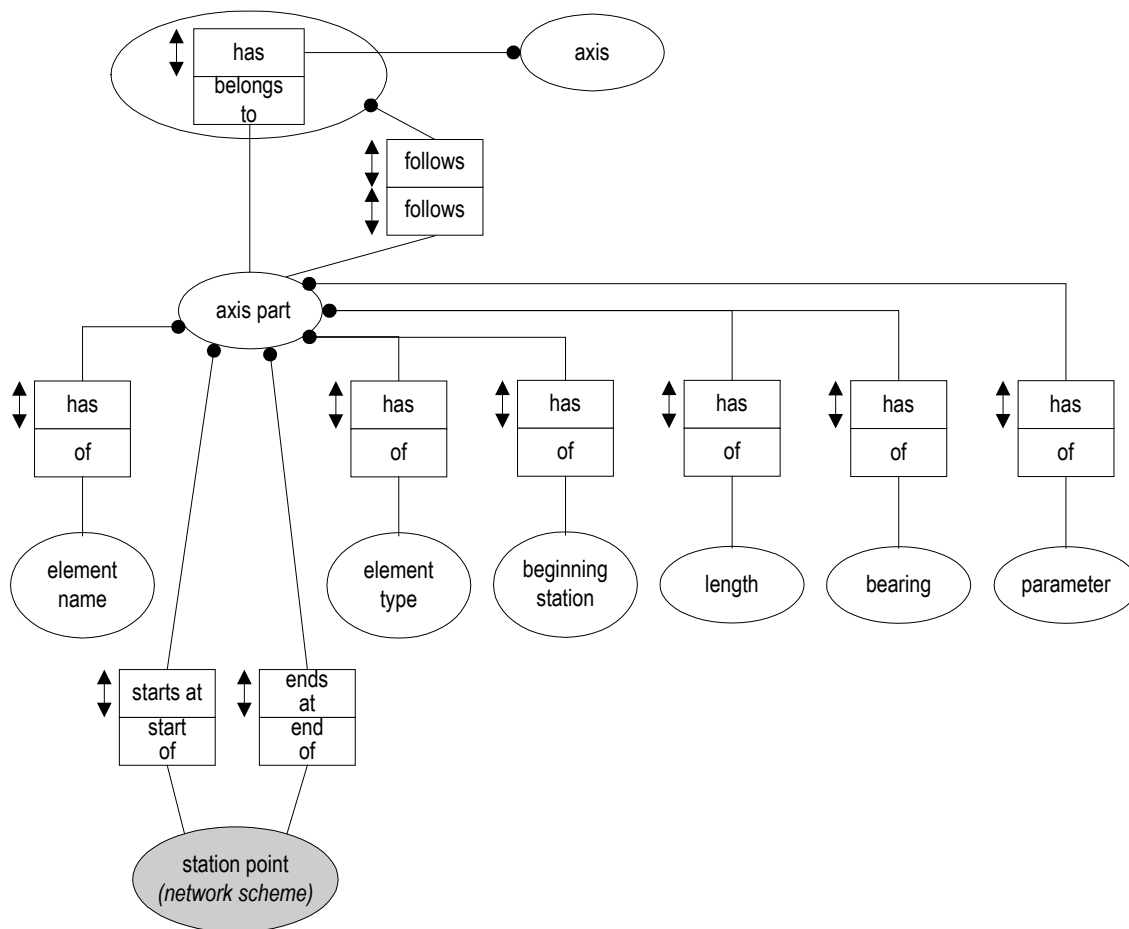 has
axis
belongs
to
follows
follows
axis part
has
has
has
has
has
has
of
of
of
of
of
of
element
name
element
type
beginning
station
length
bearing
parameter
starts at
start
of
ends
at
end
of
station point
(network scheme)